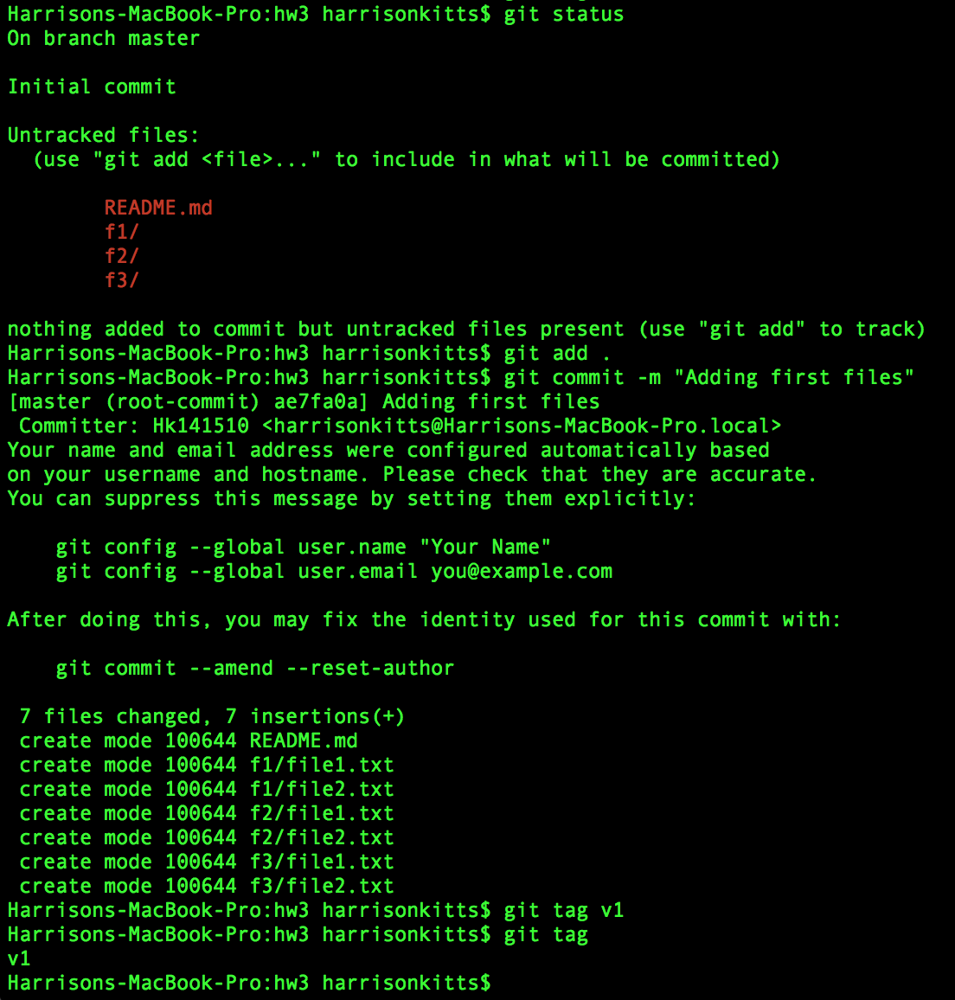 Harrisons-MacBook-Pro:hw3 harrisonkitts$ git status
On branch master
Initial commit
Untracked files:
  (use "git add <file>..." to include in what will be committed)
        README.md
        f1/
        f2/
        f3/
nothing added to commit but untracked files present (use "git add" to track)
Harrisons-MacBook-Pro:hw3 harrisonkitts$ git add .
Harrisons-MacBook-Pro:hw3 harrisonkitts$ git commit -m "Adding first files"
[master (root-commit) ae7fa0a] Adding first files
 Committer: Hk141510 <harrisonkitts@Harrisons-MacBook-Pro.local>
Your name and email address were configured automatically based
on your username and hostname. Please check that they are accurate.
You can suppress this message by setting them explicitly:
    git config --global user.name "Your Name"
    git config --global user.email you@example.com
After doing this, you may fix the identity used for this commit with:
    git commit --amend --reset-author
 7 files changed, 7 insertions(+)
 create mode 100644 README.md
 create mode 100644 f1/file1.txt
 create mode 100644 f1/file2.txt
 create mode 100644 f2/file1.txt
 create mode 100644 f2/file2.txt
 create mode 100644 f3/file1.txt
 create mode 100644 f3/file2.txt
Harrisons-MacBook-Pro:hw3 harrisonkitts$ git tag v1
Harrisons-MacBook-Pro:hw3 harrisonkitts$ git tag
v1
Harrisons-MacBook-Pro:hw3 harrisonkitts$